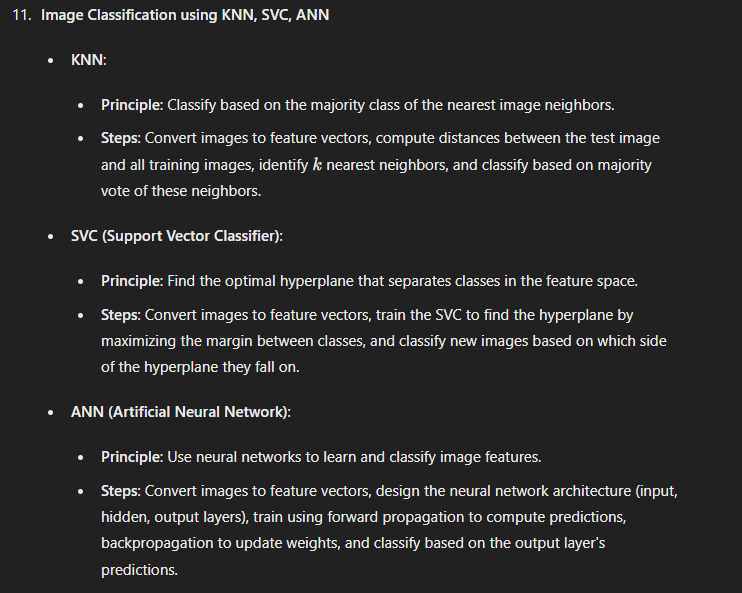 11. Image Classification using KNN, SVC, ANN
• KNN:
• Principle: Classify based on the majority class of the nearest image neighbors.
• Steps: Convert images to feature vectors, compute distances between the test image
and all training images, identify k nearest neighbors, and classify based on majority
vote of these neighbors.
• SVC (Support Vector Classifier):
• Principle: Find the optimal hyperplane that separates classes in the feature space.
• Steps: Convert images to feature vectors, train the SVC to find the hyperplane by
maximizing the margin between classes, and classify new images based on which side
of the hyperplane they fall on.
• ANN (Artificial Neural Network):
• Principle: Use neural networks to learn and classify image features.
• Steps: Convert images to feature vectors, design the neural network architecture (input,
hidden, output layers), train using forward propagation to compute predictions,
backpropagation to update weights, and classify based on the output layer's
predictions.